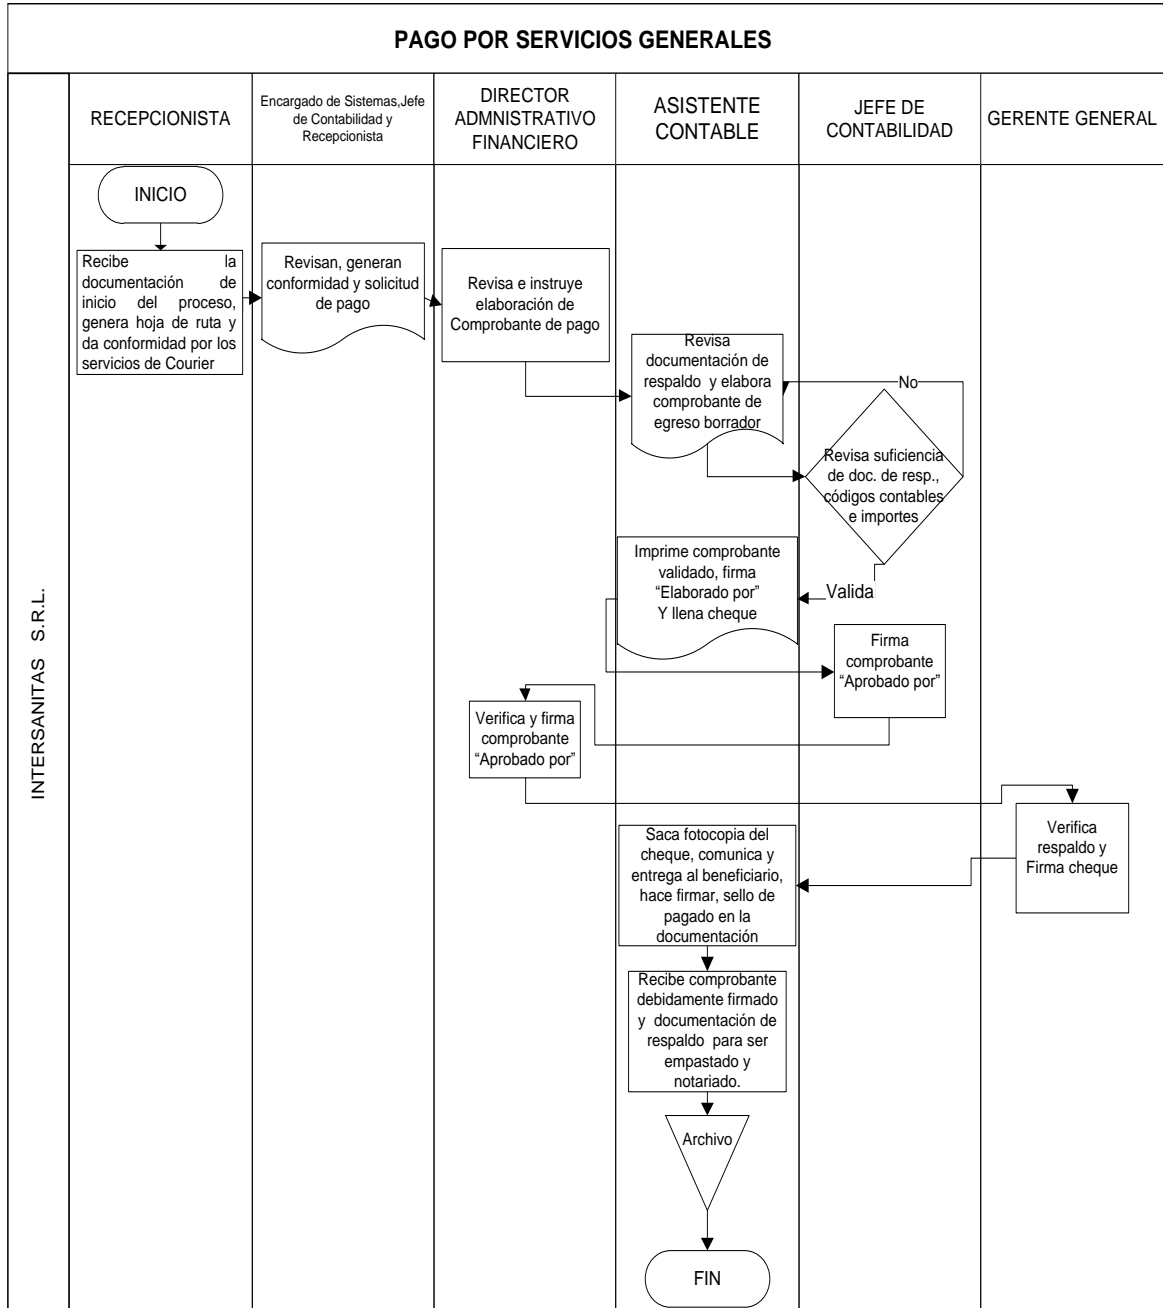 PAGO POR SERVICIOS GENERALES
INTERSANITAS S.R.L.
RECEPCIONISTA
Encargado de Sistemas,Jefe
de Contabilidad y
Recepcionista
DIRECTOR
ADMNISTRATIVO
FINANCIERO
ASISTENTE
CONTABLE
JEFE DE
CONTABILIDAD
GERENTE GENERAL
INICIO
Recibe la
documentación de
inicio del proceso,
genera hoja de ruta y
da conformidad por los
servicios de Courier
Revisan, generan
conformidad y solicitud
de pago
Revisa e instruye
elaboración de
Comprobante de pago
Revisa
documentación de
respaldo y elabora
comprobante de
egreso borrador
No
Revisa suficiencia
de doc. de resp.,
códigos contables
e importes
Valida
Imprime comprobante
validado, firma
“Elaborado por”
Y llena cheque
Firma
comprobante
“Aprobado por”
Verifica y firma
comprobante
“Aprobado por”
Verifica
respaldo y
Firma cheque
Saca fotocopia del
cheque, comunica y
entrega al beneficiario,
hace firmar, sello de
pagado en la
documentación
Recibe comprobante
debidamente firmado
y documentación de
respaldo para ser
empastado y
notariado.
Archivo
FIN